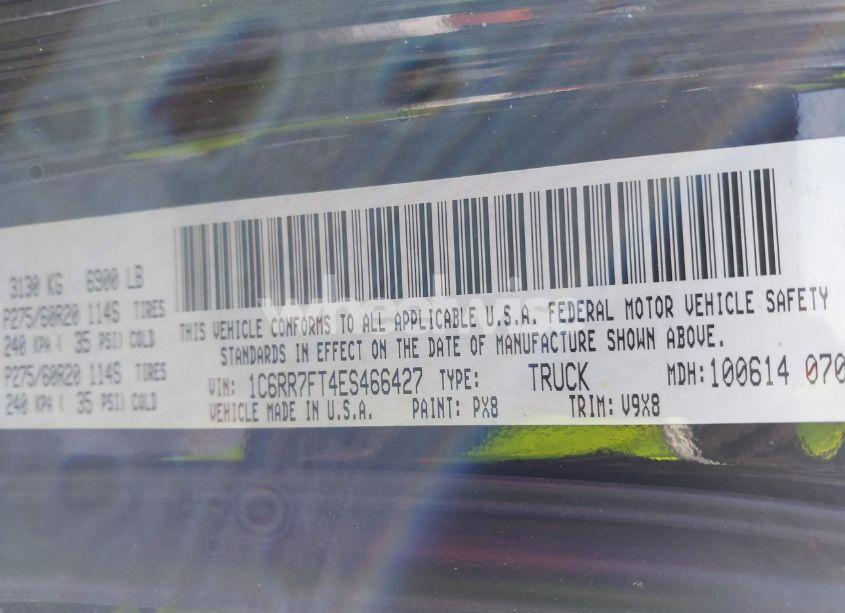 3130 KG 6900 LB
P275/60R20 114S TIRES
240 KPA ( 35 PSI) COLD
P275/60R20 114S TIRES
240 KPA ( 35 PSI) COLD
THIS VEHICLE CONFORMS TO ALL APPLICABLE U.S.A. FEDERAL MOTOR VEHICLE SAFETY
STANDARDS IN EFFECT ON THE DATE OF MANUFACTURE SHOWN ABOVE.
VIN: 1C6RR7FT4ES466427 TYPE: TRUCK MDH:100614 070
VEHICLE MADE IN U.S.A. PAINT: PX8 TRIM: V9X8